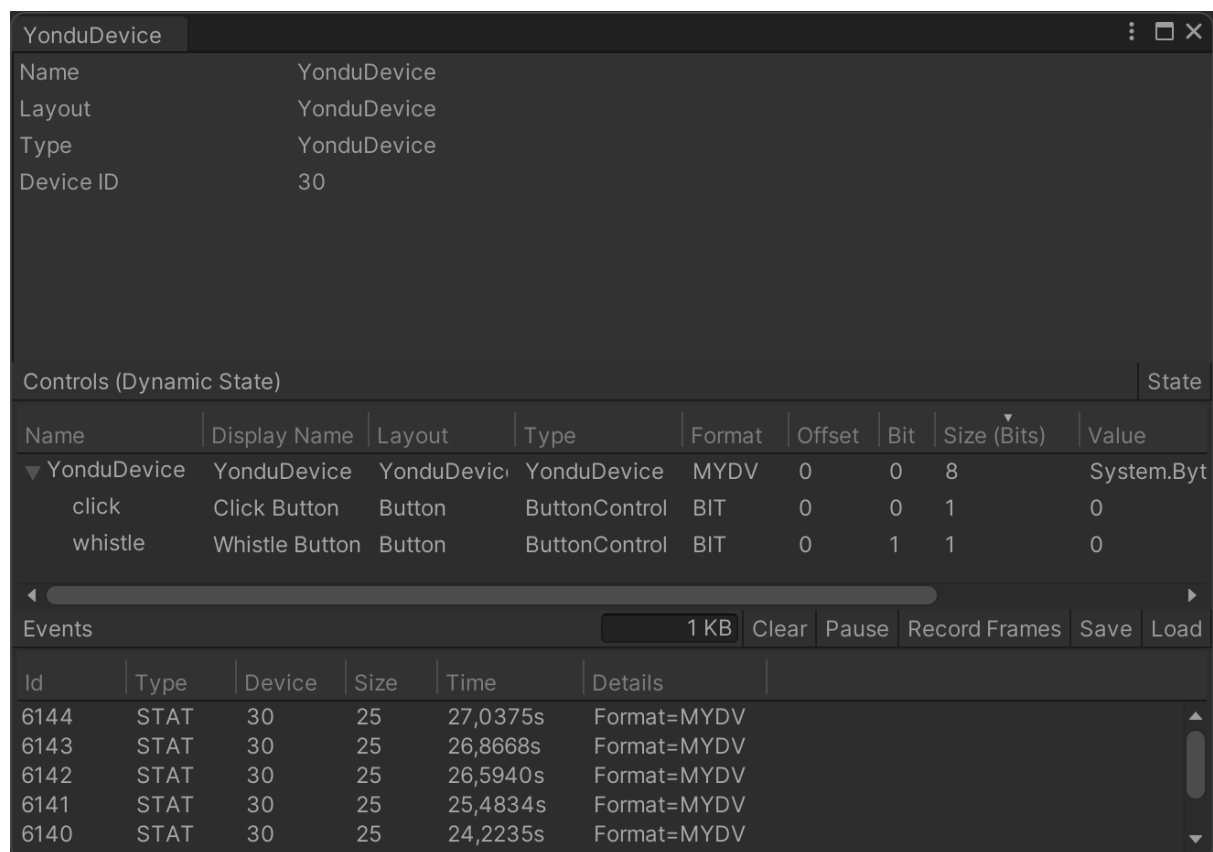 YonduDevice
Name YonduDevice
Layout YonduDevice
Type YonduDevice
Device ID 30
Controls (Dynamic State) State
Name Display Name Layout Type Format Offset Bit Size (Bits) Value
YonduDevice YonduDevice YonduDevic YonduDevice MYDV 0 0 8 System.Byt
click Click Button Button ButtonControl BIT 0 0 1 0
whistle Whistle Button Button ButtonControl BIT 0 1 1 0
Events 1 KB Clear Pause Record Frames Save Load
Id Type Device Size Time Details
6144 STAT 30 25 27,0375s Format=MYDV
6143 STAT 30 25 26,8668s Format=MYDV
6142 STAT 30 25 26,5940s Format=MYDV
6141 STAT 30 25 25,4834s Format=MYDV
6140 STAT 30 25 24,2235s Format=MYDV